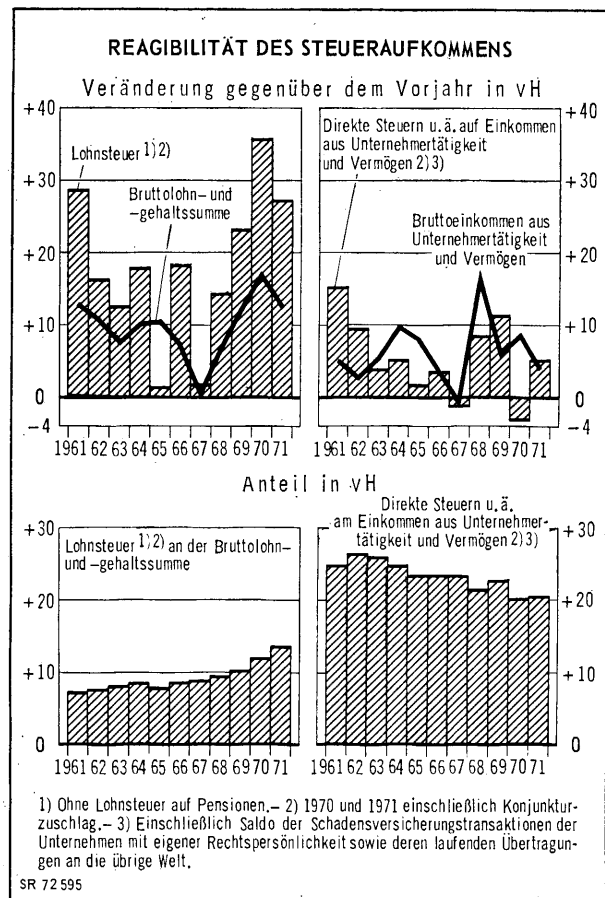 REAGIBILITÄT DES STEUERAUFKOMMENS
Veränderung gegenüber dem Vorjahr in vH
+40
+30
+20
+10
0
-4
Lohnsteuer 1) 2)
Bruttolohn- und
-gehaltssumme
1961 62 63 64 65 66 67 68 69 70 71
Direkte Steuern u. ä. auf Einkommen
aus Unternehmertätigkeit
und Vermögen 2) 3)
Bruttoeinkommen aus
Unternehmertätigkeit
und Vermögen
+40
+30
+20
+10
0
-4
1961 62 63 64 65 66 67 68 69 70 71
Anteil in vH
+30
+20
+10
0
Lohnsteuer 1) 2) an der Bruttolohn-
und -gehaltssumme
1961 62 63 64 65 66 67 68 69 70 71
Direkte Steuern u. ä.
am Einkommen aus Unternehmer-
tätigkeit und Vermögen 2) 3)
+30
+20
+10
0
1961 62 63 64 65 66 67 68 69 70 71
1) Ohne Lohnsteuer auf Pensionen.– 2) 1970 und 1971 einschließlich Konjunktur-
zuschlag.– 3) Einschließlich Saldo der Schadensversicherungstransaktionen der
Unternehmen mit eigener Rechtspersönlichkeit sowie deren laufenden Übertragun-
gen an die übrige Welt.
SR 72 595